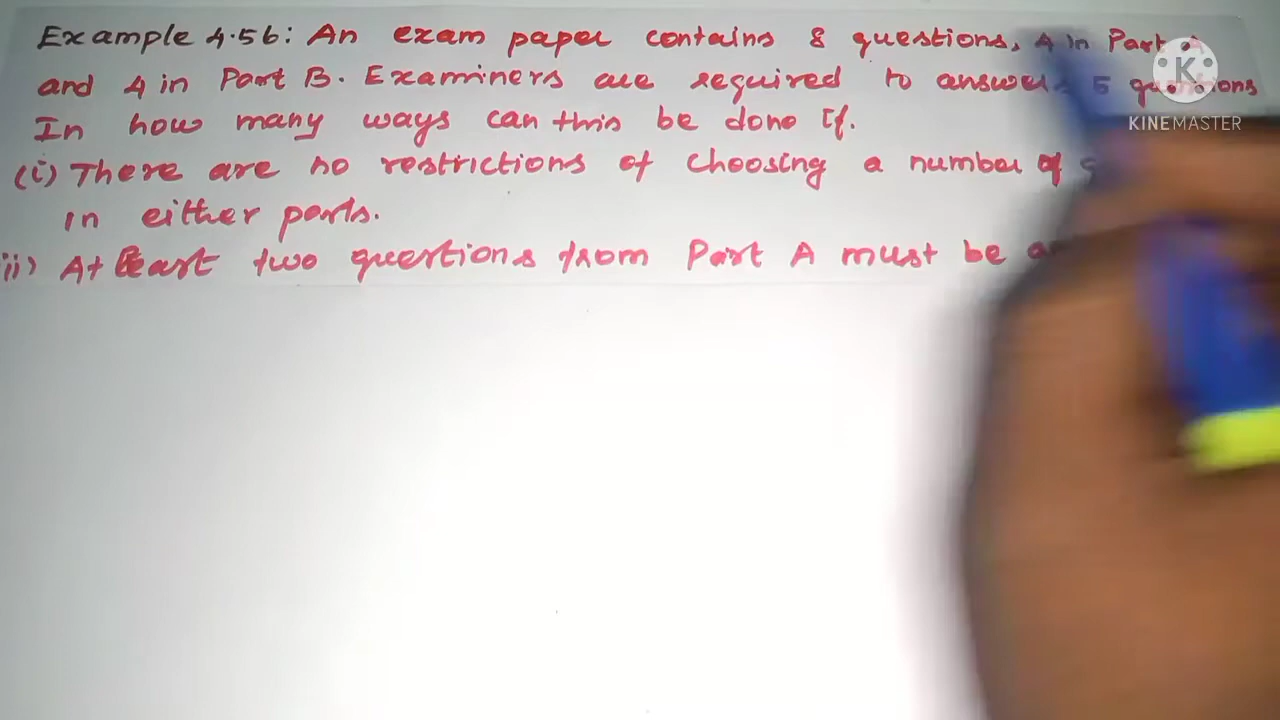 Example 4.56: An exam paper contains 8 questions, 4 in Part
and 4 in Part B. Examiners are required to answers 5 questions
In how many ways can this be done If.
(i) There are no restrictions of choosing a number of
in either parts.
ii) At least two questions from Part A must be
KINEMASTER